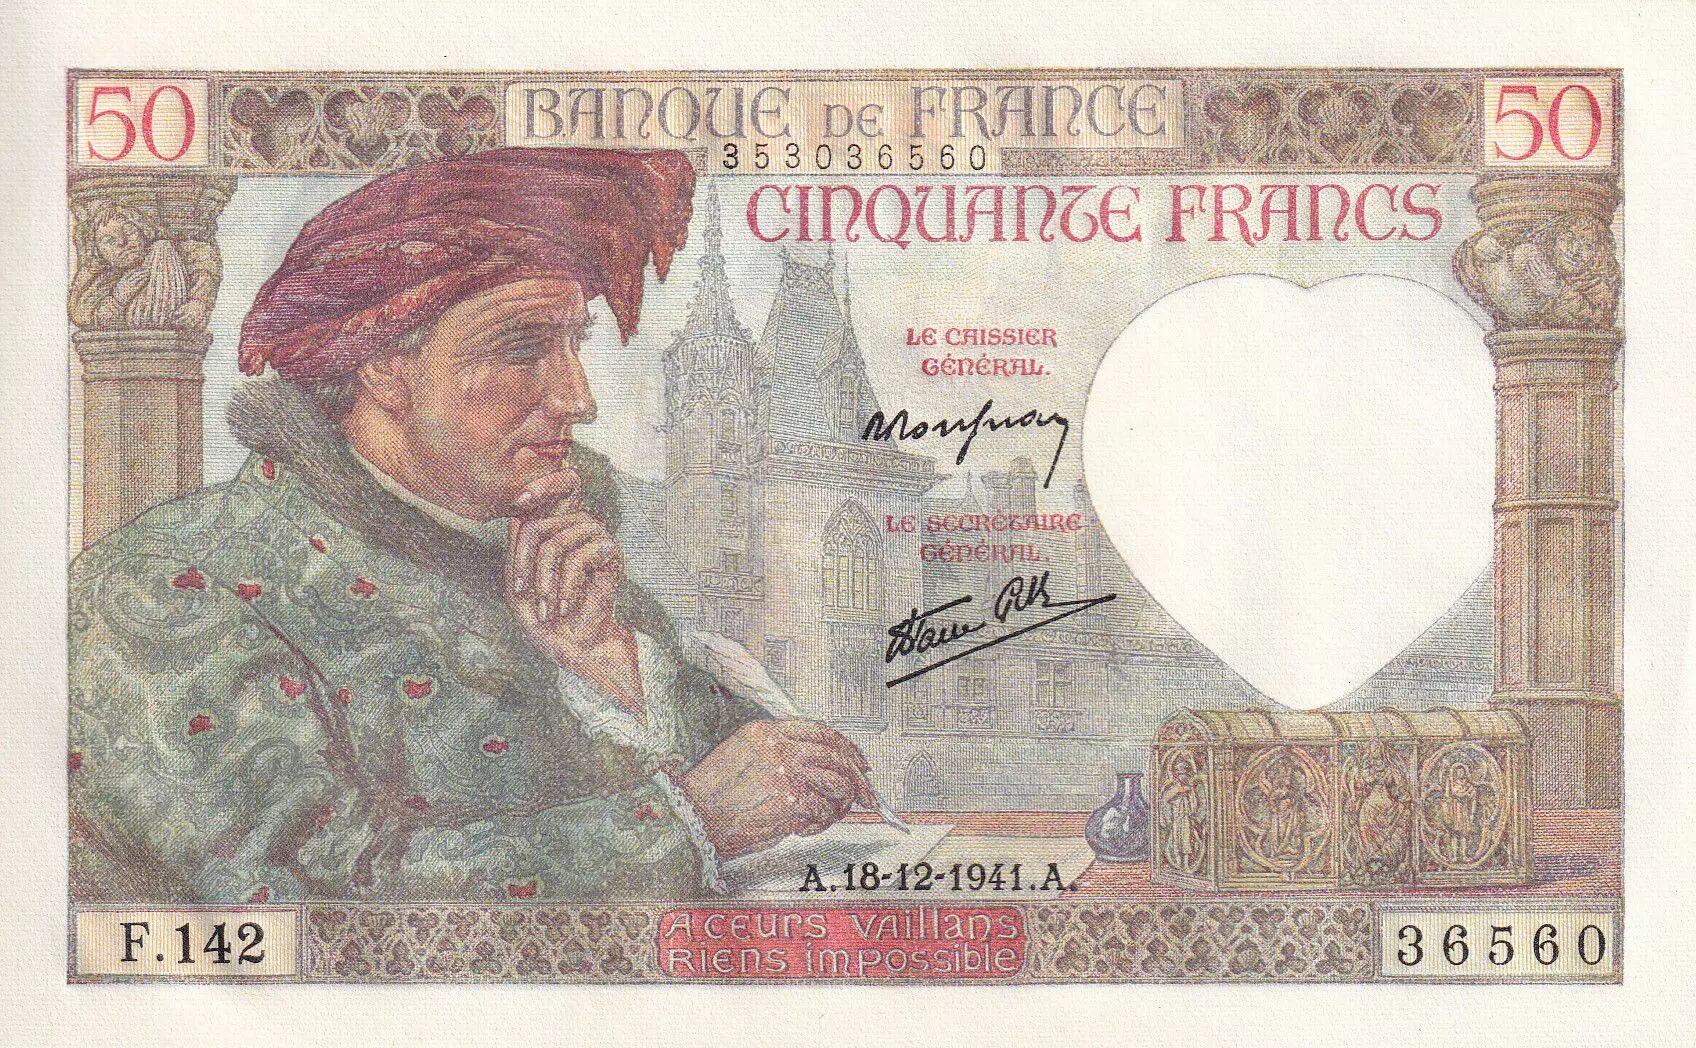 50 BANQUE DE FRANCE 50
353036560
CINQUANTE FRANCS
LE CAISSIER
GÉNÉRAL.
LE SECRÉTAIRE
GÉNÉRAL.
A.18-12-1941.A.
F.142
A CŒURS VAILLANS
RIENS IMPOSSIBLE
36560